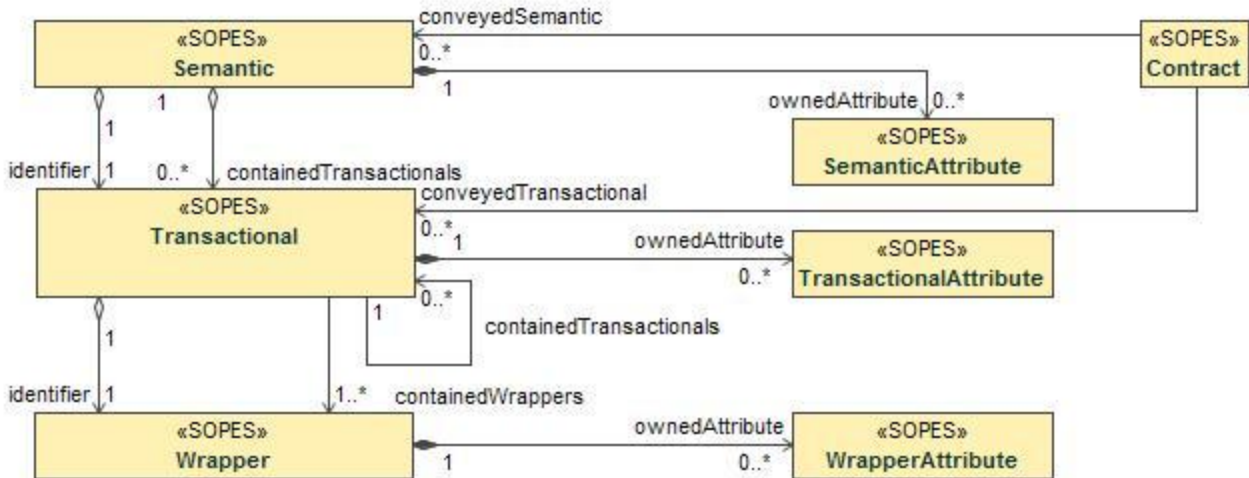 conveyedSemantic
«SOPES»
Semantic
0..*
1
«SOPES»
Contract
1
1
ownedAttribute 0..*
«SOPES»
SemanticAttribute
identifier 1
0..*
containedTransactionals
conveyedTransactional
«SOPES»
Transactional
0..*
1
ownedAttribute
0..*
«SOPES»
TransactionalAttribute
0..*
1
containedTransactionals
1
identifier 1
1..*
containedWrappers
«SOPES»
Wrapper
1
ownedAttribute
0..*
«SOPES»
WrapperAttribute